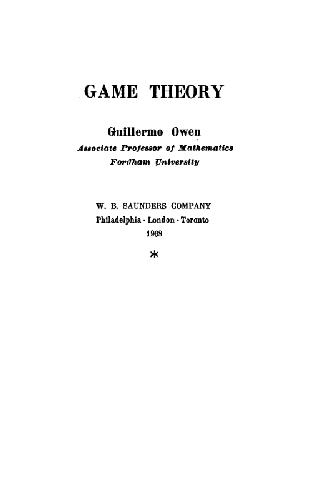 GAME THEORY
Guillermo Owen
Associate Professor of Mathematics
Fordham University
W. B. SAUNDERS COMPANY
Philadelphia - London - Toronto
1968
*